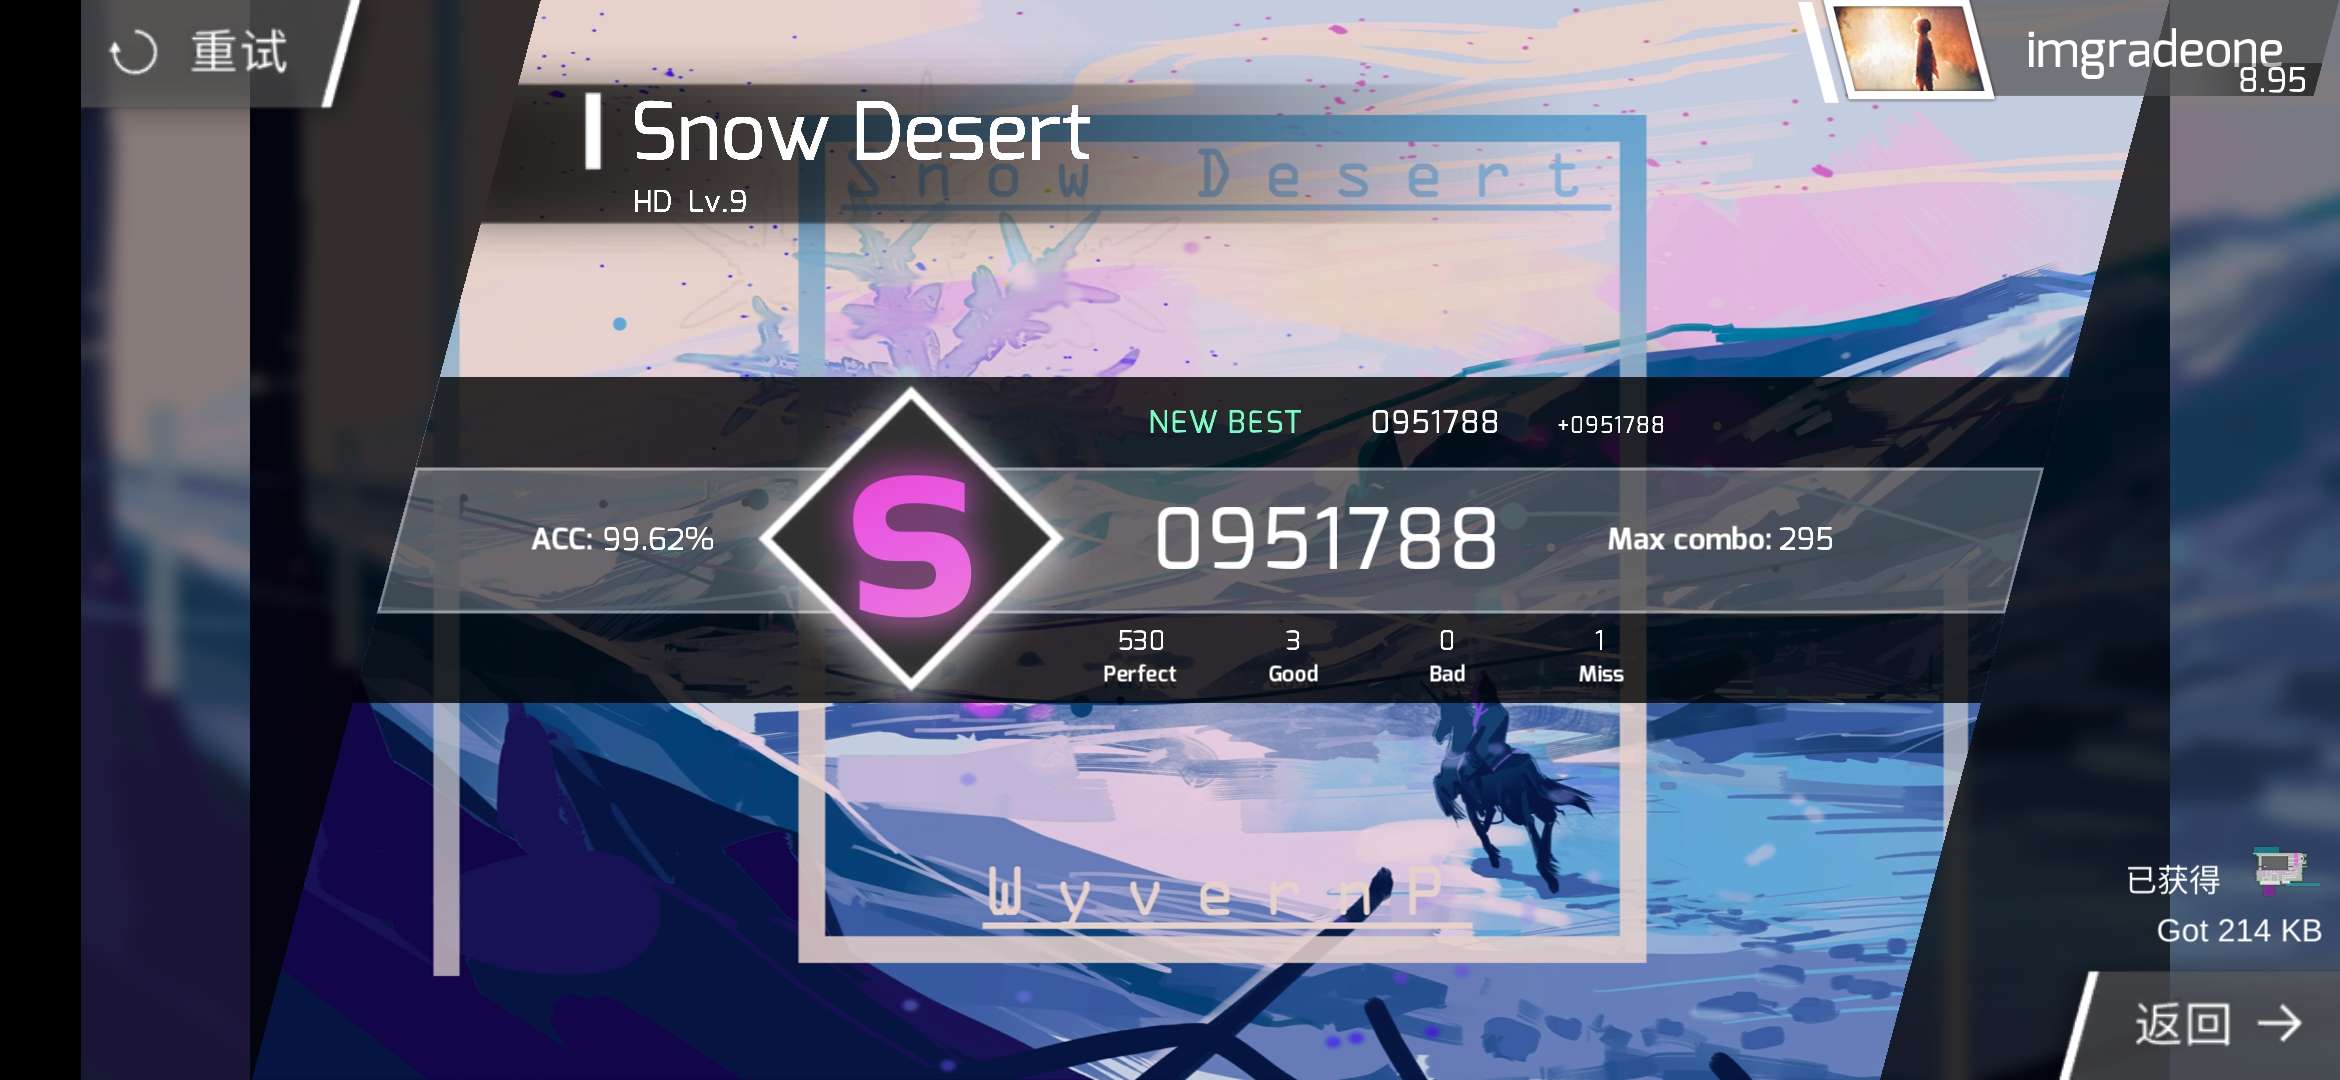 重试
imgradeone
8.95
Snow Desert
HD Lv.9
Snow Desert
NEW BEST 0951788 +0951788
ACC: 99.62% S 0951788 Max combo: 295
530 3 0 1
Perfect Good Bad Miss
WyvernP
已获得
Got 214 KB
返回